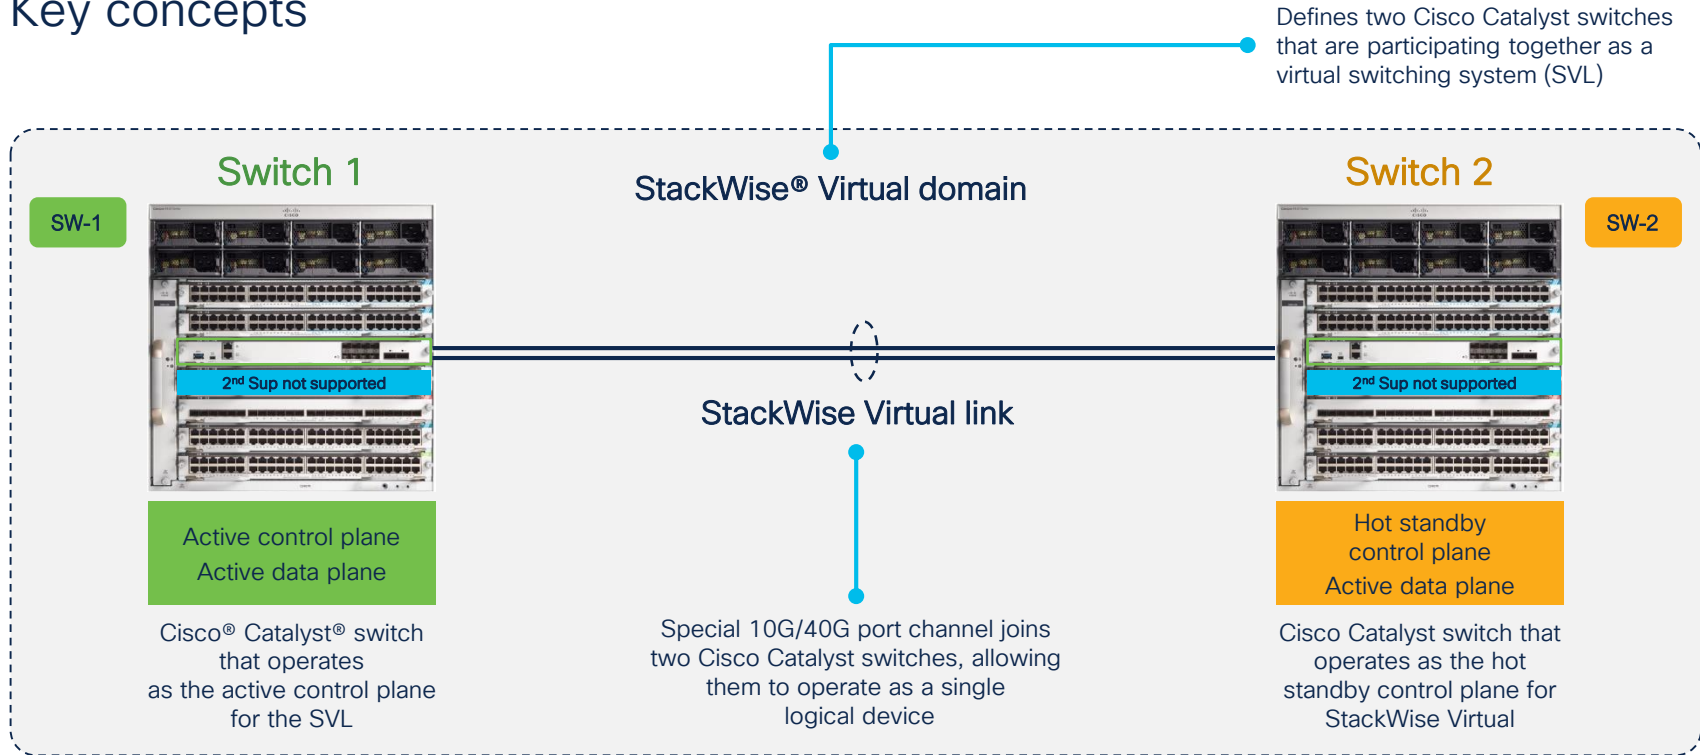 Key concepts
Defines two Cisco Catalyst switches
that are participating together as a
virtual switching system (SVL)
Switch 1
StackWise® Virtual domain
Switch 2
SW-1
SW-2
CISCO
CISCO
2nd Sup not supported
2nd Sup not supported
StackWise Virtual link
Active control plane
Active data plane
Hot standby
control plane
Active data plane
Cisco® Catalyst® switch
that operates
as the active control plane
for the SVL
Special 10G/40G port channel joins
two Cisco Catalyst switches, allowing
them to operate as a single
logical device
Cisco Catalyst switch that
operates as the hot
standby control plane for
StackWise Virtual